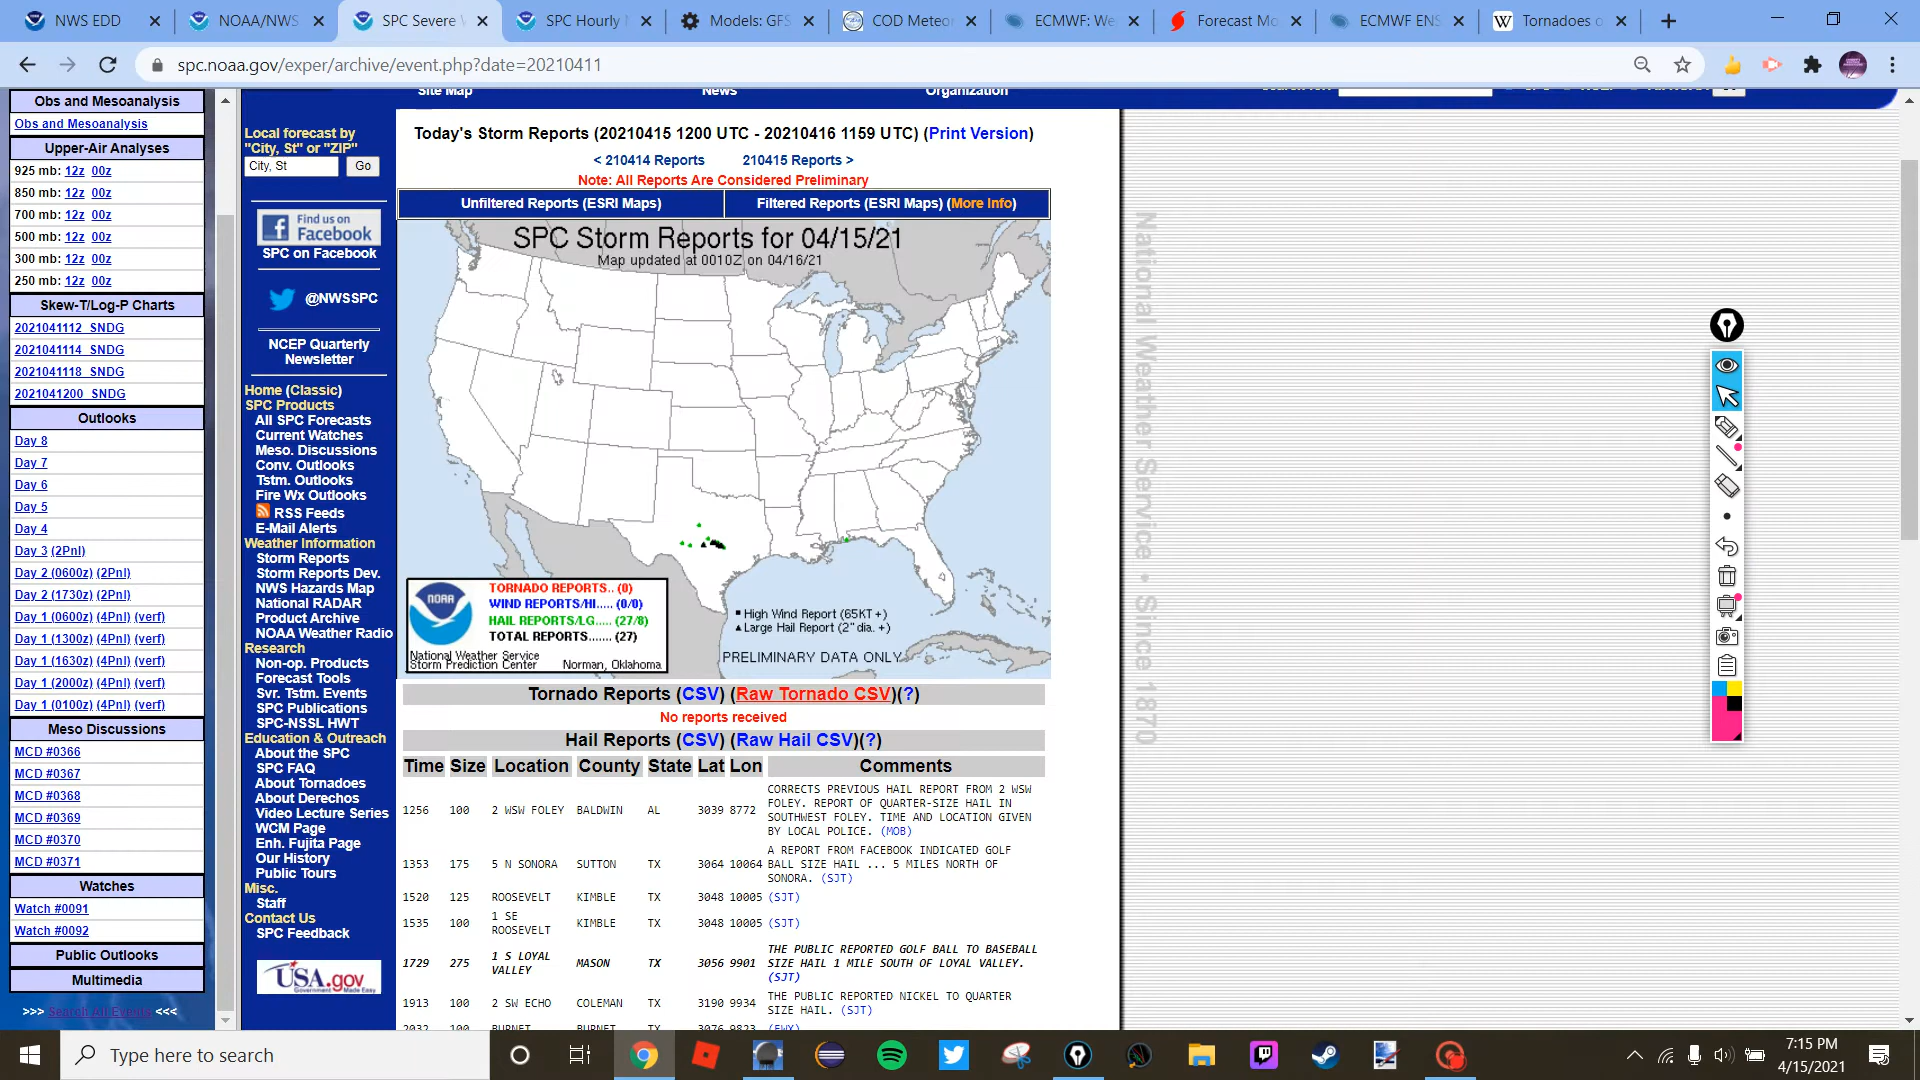 NWS EDD
NOAA/NWS
SPC Severe
SPC Hourly
Models: GFS
COD Meteor
ECMWF: We
Forecast Mo
ECMWF ENS
Tornadoes o
spc.noaa.gov/exper/archive/event.php?date=20210411
Obs and Mesoanalysis
Obs and Mesoanalysis
Upper-Air Analyses
925 mb: 12z 00z
850 mb: 12z 00z
700 mb: 12z 00z
500 mb: 12z 00z
300 mb: 12z 00z
250 mb: 12z 00z
Skew-T/Log-P Charts
2021041112_SNDG
2021041114_SNDG
2021041118_SNDG
2021041200_SNDG
Outlooks
Day 8
Day 7
Day 6
Day 5
Day 4
Day 3 (2Pnl)
Day 2 (0600z) (2Pnl)
Day 2 (1730z) (2Pnl)
Day 1 (0600z) (4Pnl) (verf)
Day 1 (1300z) (4Pnl) (verf)
Day 1 (1630z) (4Pnl) (verf)
Day 1 (2000z) (4Pnl) (verf)
Day 1 (0100z) (4Pnl) (verf)
Meso Discussions
MCD #0366
MCD #0367
MCD #0368
MCD #0369
MCD #0370
MCD #0371
Watches
Watch #0091
Watch #0092
Public Outlooks
Multimedia
>>> Search All Events <<<
Site Map
News
Organization
Local forecast by
"City, St" or "ZIP"
City, St
Go
Find us on
Facebook
SPC on Facebook
@NWSSPC
NCEP Quarterly
Newsletter
Home (Classic)
SPC Products
All SPC Forecasts
Current Watches
Meso. Discussions
Conv. Outlooks
Tstm. Outlooks
Fire Wx Outlooks
RSS Feeds
E-Mail Alerts
Weather Information
Storm Reports
Storm Reports Dev.
NWS Hazards Map
National RADAR
Product Archive
NOAA Weather Radio
Research
Non-op. Products
Forecast Tools
Svr. Tstm. Events
SPC Publications
SPC-NSSL HWT
Education & Outreach
About the SPC
SPC FAQ
About Tornadoes
About Derechos
Video Lecture Series
WCM Page
Enh. Fujita Page
Our History
Public Tours
Misc.
Staff
Contact Us
SPC Feedback
USA.gov
Government Made Easy
Today's Storm Reports (20210415 1200 UTC - 20210416 1159 UTC) (Print Version)
< 210414 Reports 210415 Reports >
Note: All Reports Are Considered Preliminary
Unfiltered Reports (ESRI Maps)
Filtered Reports (ESRI Maps) (More Info)
SPC Storm Reports for 04/15/21
Map updated at 0010Z on 04/16/21
NOAA
TORNADO REPORTS.. (0)
WIND REPORTS/HI..... (0/0)
HAIL REPORTS/LG..... (27/8)
TOTAL REPORTS....... (27)
National Weather Service
Storm Prediction Center Norman, Oklahoma
High Wind Report (65KT +)
Large Hail Report (2" dia. +)
PRELIMINARY DATA ONLY
Tornado Reports (CSV) (Raw Tornado CSV)(?)
No reports received
Hail Reports (CSV) (Raw Hail CSV)(?)
Time Size Location County State Lat Lon Comments
1256 100 2 WSW FOLEY BALDWIN AL 3039 8772 CORRECTS PREVIOUS HAIL REPORT FROM 2 WSW
FOLEY. REPORT OF QUARTER-SIZE HAIL IN
SOUTHWEST FOLEY. TIME AND LOCATION GIVEN
BY LOCAL POLICE. (MOB)
1353 175 5 N SONORA SUTTON TX 3064 10064 A REPORT FROM FACEBOOK INDICATED GOLF
BALL SIZE HAIL ... 5 MILES NORTH OF
SONORA. (SJT)
1520 125 ROOSEVELT KIMBLE TX 3048 10005 (SJT)
1535 100 1 SE ROOSEVELT KIMBLE TX 3048 10005 (SJT)
1729 275 1 S LOYAL VALLEY MASON TX 3056 9901 THE PUBLIC REPORTED GOLF BALL TO BASEBALL
SIZE HAIL 1 MILE SOUTH OF LOYAL VALLEY.
(SJT)
1913 100 2 SW ECHO COLEMAN TX 3190 9934 THE PUBLIC REPORTED NICKEL TO QUARTER
SIZE HAIL. (SJT)
2032 100 BURNET BURNET TX 3076 9823 (EWX)
National Weather Service • Since 1870
Type here to search
7:15 PM
4/15/2021